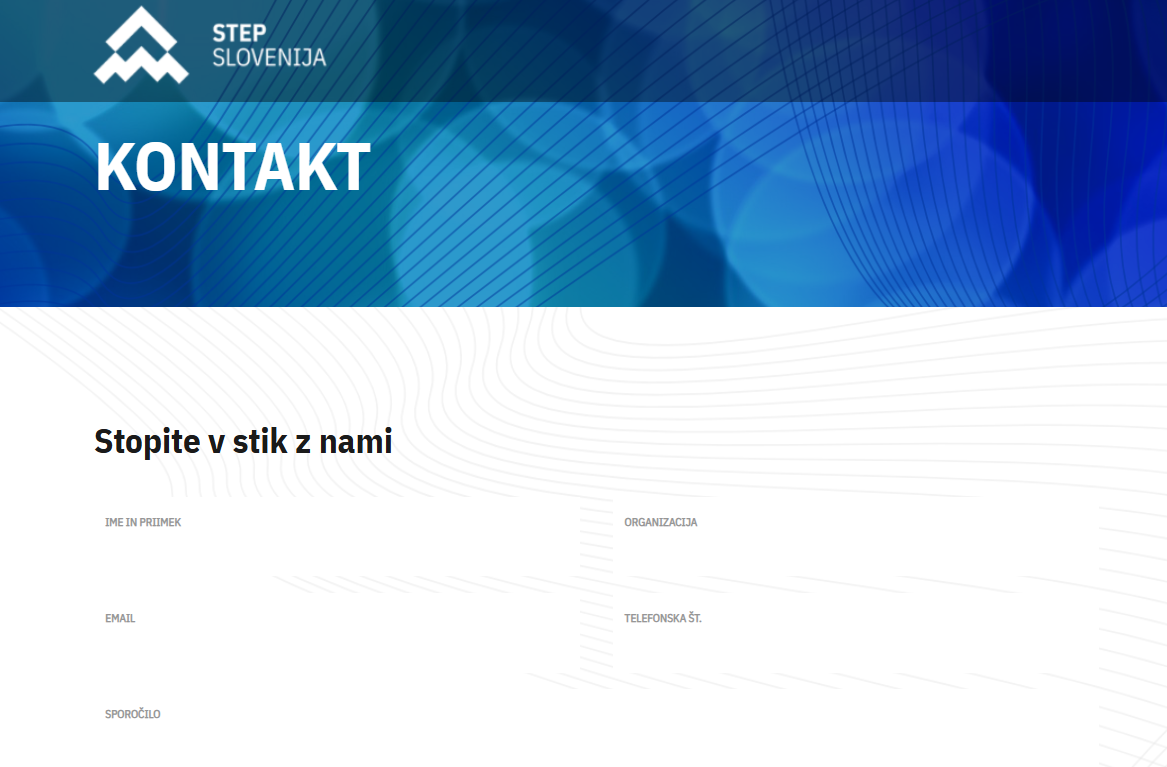 STEP
SLOVENIJA
KONTAKT
Stopite v stik z nami
IME IN PRIIMEK
ORGANIZACIJA
EMAIL
TELEFONSKA ŠT.
SPOROČILO